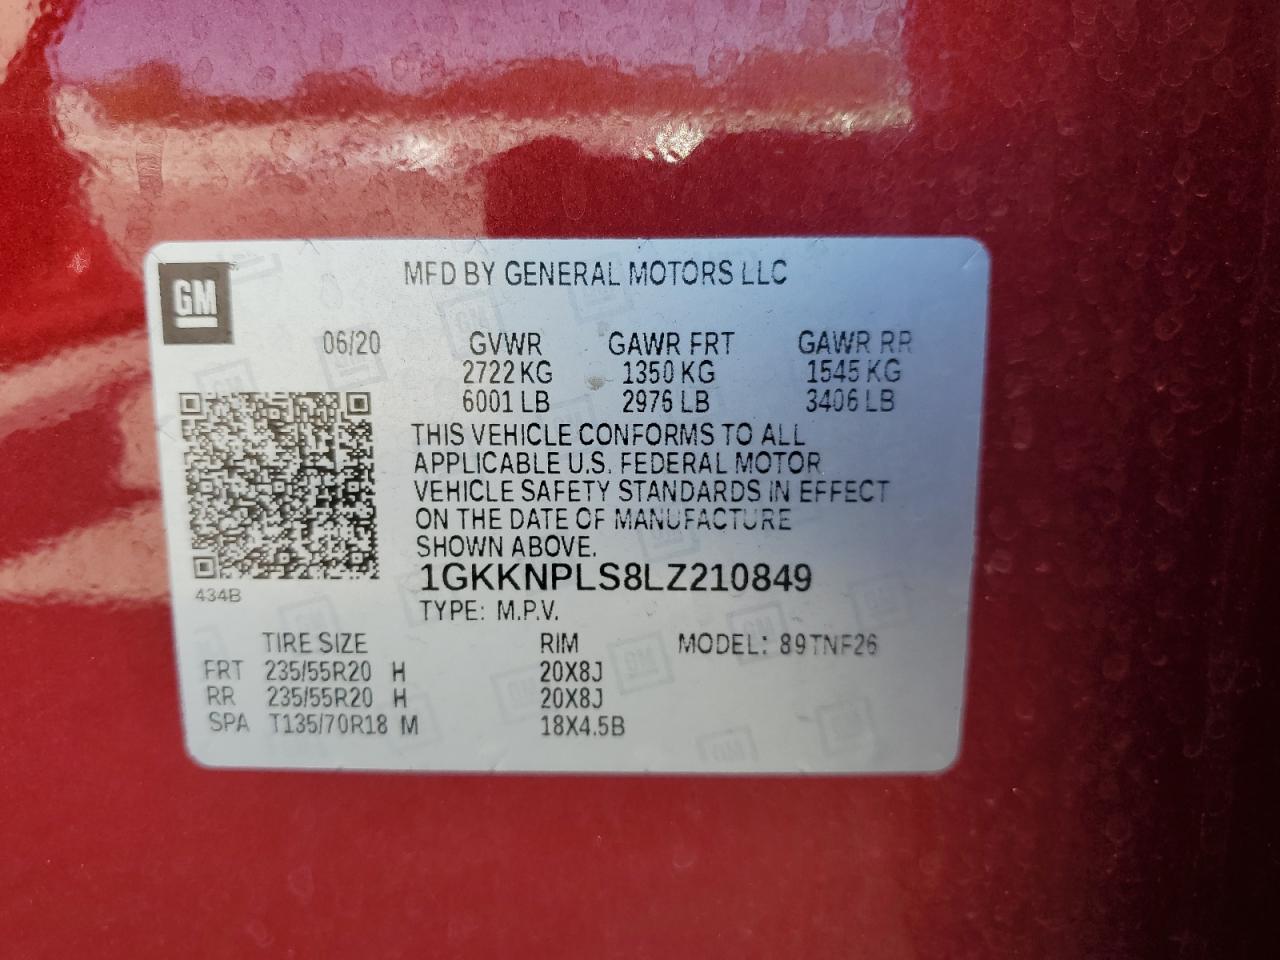 GM
MFD BY GENERAL MOTORS LLC
06/20 GVWR GAWR FRT GAWR RR
2722 KG 1350 KG 1545 KG
6001 LB 2976 LB 3406 LB
THIS VEHICLE CONFORMS TO ALL
APPLICABLE U.S. FEDERAL MOTOR
VEHICLE SAFETY STANDARDS IN EFFECT
ON THE DATE OF MANUFACTURE
SHOWN ABOVE.
1GKKNPLS8LZ210849
434B
TYPE: M.P.V.
TIRE SIZE RIM MODEL: 89TNF26
FRT 235/55R20 H 20X8J
RR 235/55R20 H 20X8J
SPA T135/70R18 M 18X4.5B